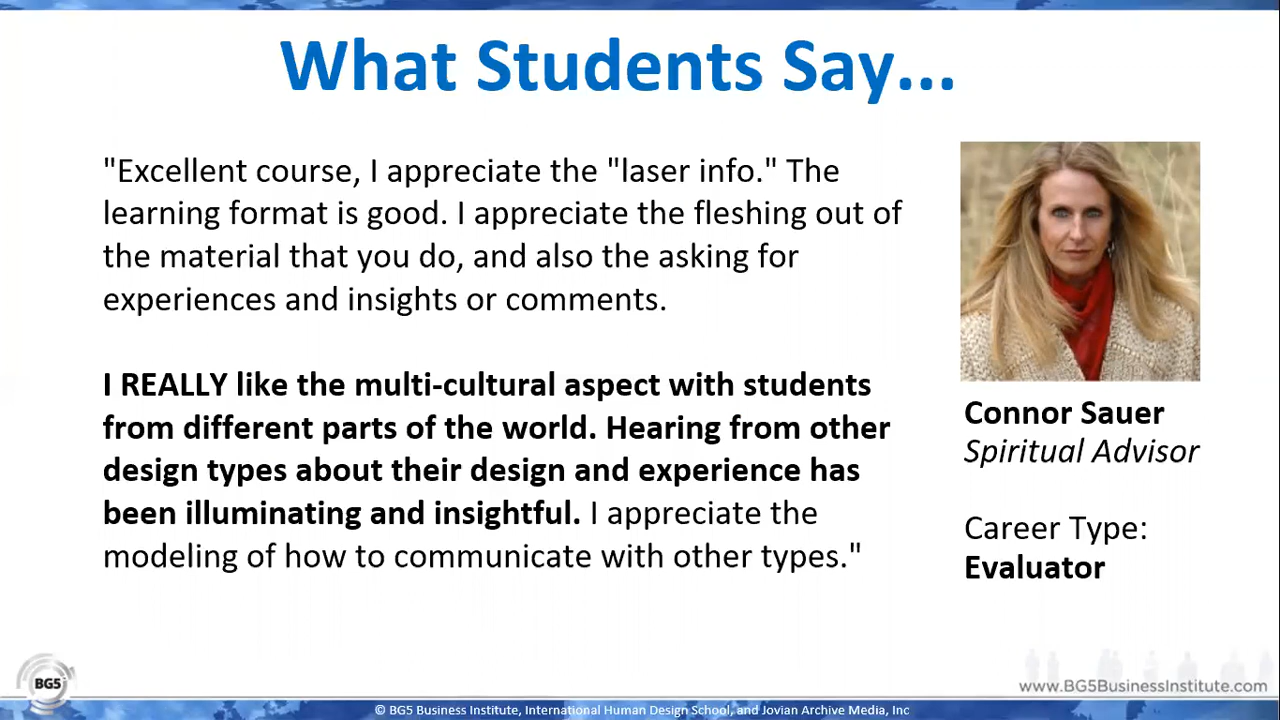 What Students Say...
"Excellent course, I appreciate the "laser info." The
learning format is good. I appreciate the fleshing out of
the material that you do, and also the asking for
experiences and insights or comments.
I REALLY like the multi-cultural aspect with students
from different parts of the world. Hearing from other
design types about their design and experience has
been illuminating and insightful. I appreciate the
modeling of how to communicate with other types."
Connor Sauer
Spiritual Advisor
Career Type:
Evaluator
BG5
www.BG5BusinessInstitute.com
© BG5 Business Institute, International Human Design School, and Jovian Archive Media, Inc